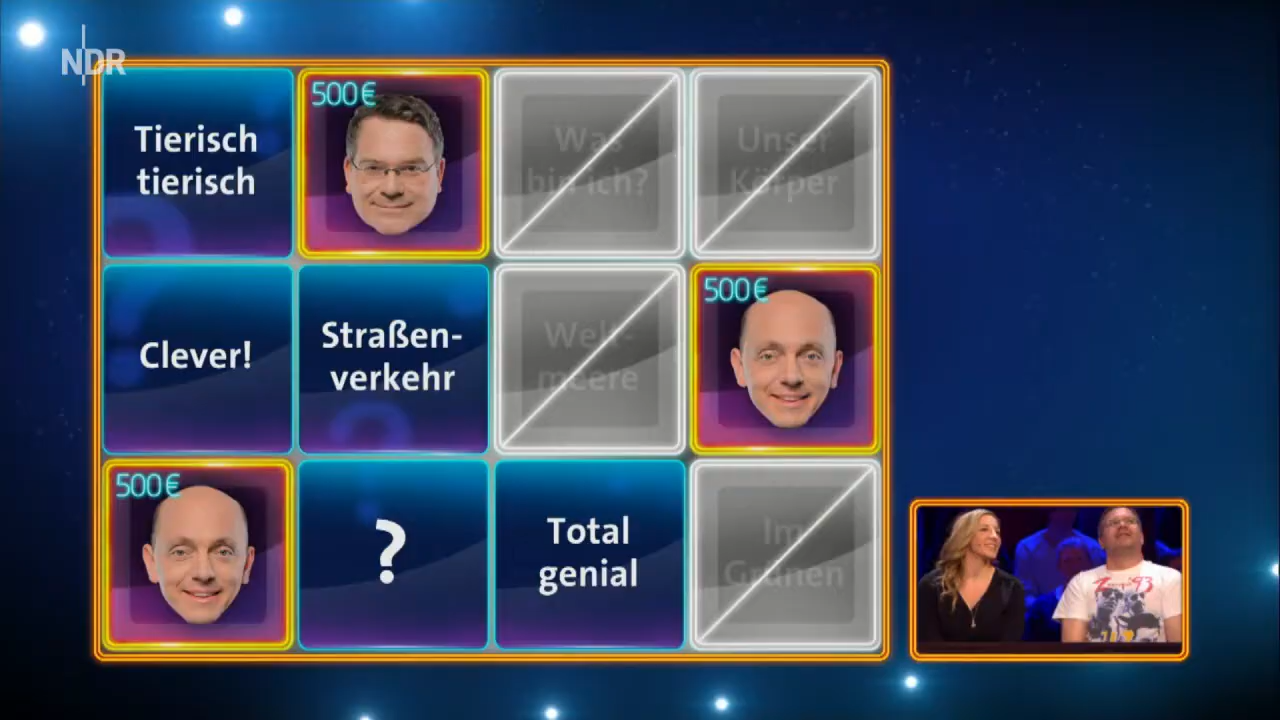 NDR
Tierisch
tierisch
500€
Was
bin ich?
Unser
Körper
Clever!
Straßen-
verkehr
Welt-
meere
500€
500€
?
Total
genial
Im
Grünen
'93